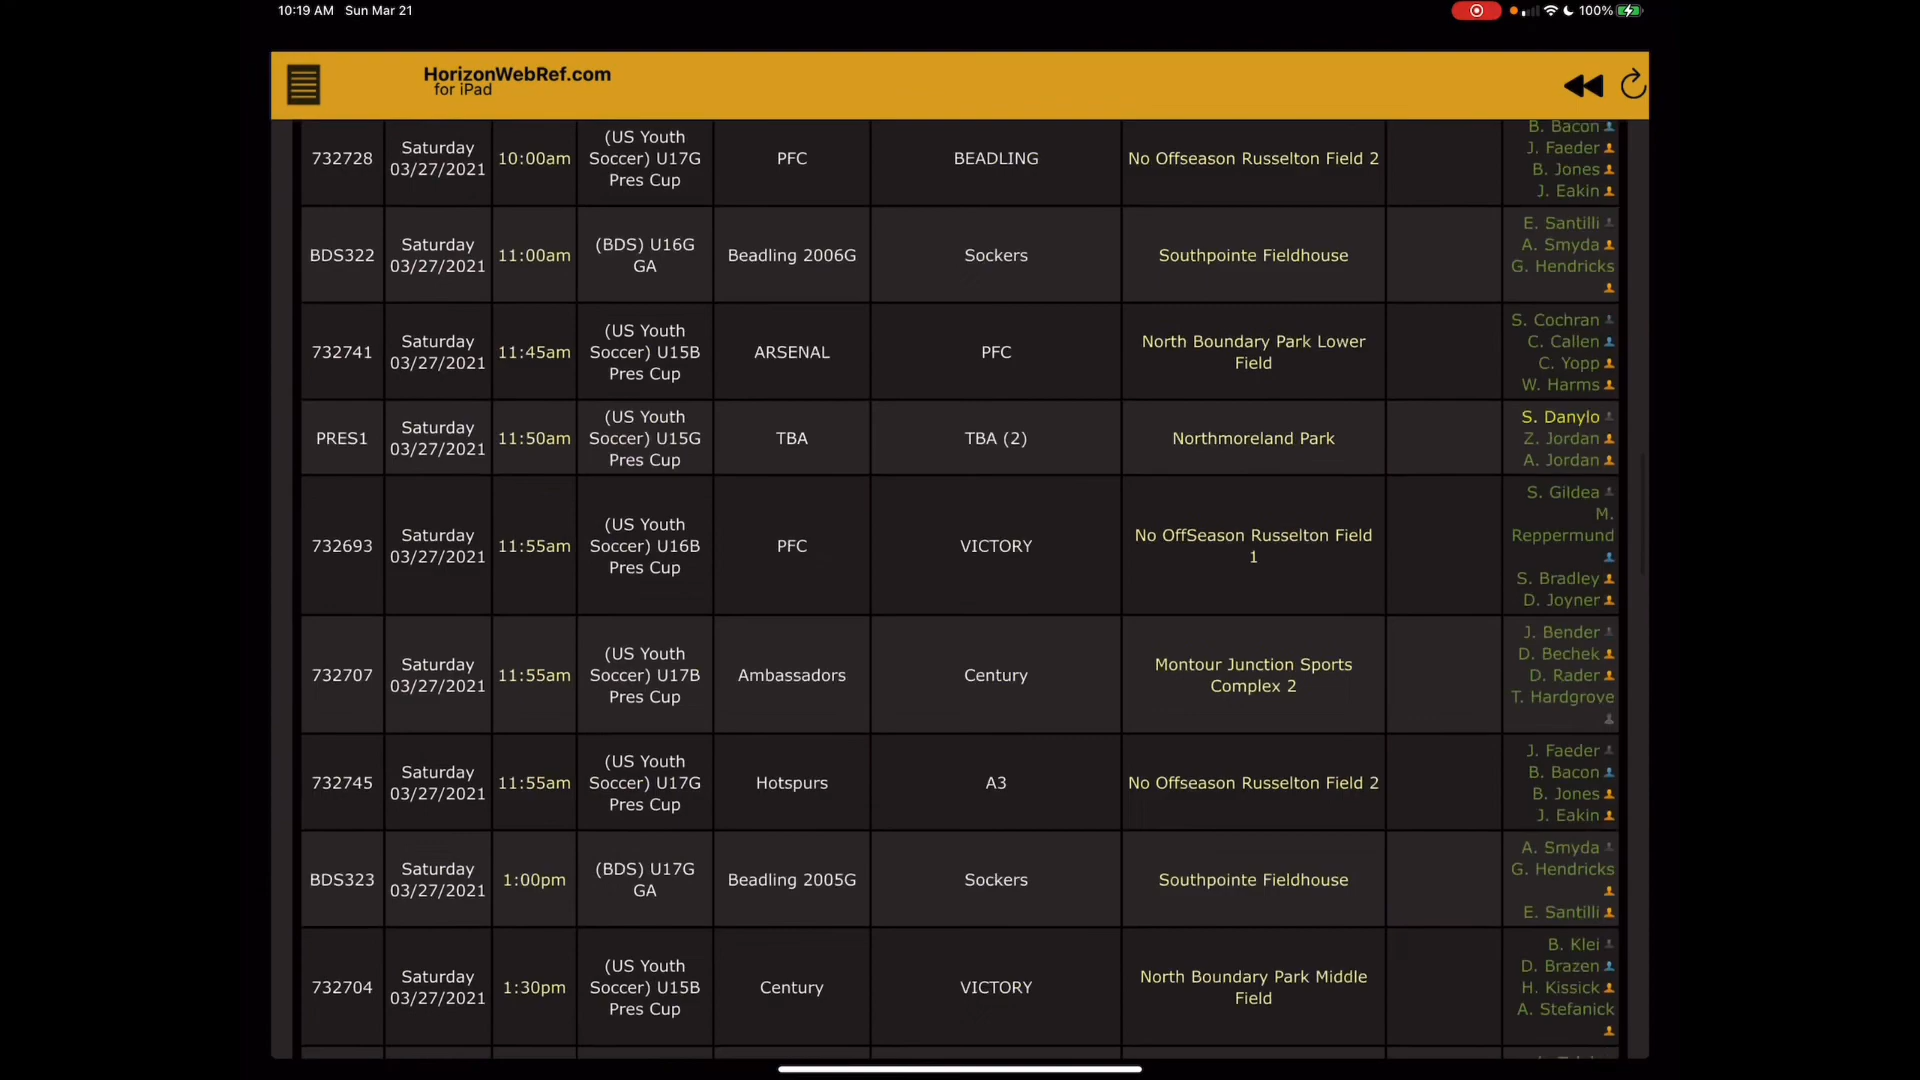 10:19 AM Sun Mar 21
100%
HorizonWebRef.com
for iPad
732728
Saturday
03/27/2021
10:00am
(US Youth
Soccer) U17G
Pres Cup
PFC
BEADLING
No Offseason Russelton Field 2
B. Bacon
J. Faeder
B. Jones
J. Eakin
BDS322
Saturday
03/27/2021
11:00am
(BDS) U16G
GA
Beadling 2006G
Sockers
Southpointe Fieldhouse
E. Santilli
A. Smyda
G. Hendricks
732741
Saturday
03/27/2021
11:45am
(US Youth
Soccer) U15B
Pres Cup
ARSENAL
PFC
North Boundary Park Lower
Field
S. Cochran
C. Callen
C. Yopp
W. Harms
PRES1
Saturday
03/27/2021
11:50am
(US Youth
Soccer) U15G
Pres Cup
TBA
TBA (2)
Northmoreland Park
S. Danylo
Z. Jordan
A. Jordan
732693
Saturday
03/27/2021
11:55am
(US Youth
Soccer) U16B
Pres Cup
PFC
VICTORY
No OffSeason Russelton Field
1
S. Gildea
M.
Reppermund
S. Bradley
D. Joyner
732707
Saturday
03/27/2021
11:55am
(US Youth
Soccer) U17B
Pres Cup
Ambassadors
Century
Montour Junction Sports
Complex 2
J. Bender
D. Bechek
D. Rader
T. Hardgrove
732745
Saturday
03/27/2021
11:55am
(US Youth
Soccer) U17G
Pres Cup
Hotspurs
A3
No Offseason Russelton Field 2
J. Faeder
B. Bacon
B. Jones
J. Eakin
BDS323
Saturday
03/27/2021
1:00pm
(BDS) U17G
GA
Beadling 2005G
Sockers
Southpointe Fieldhouse
A. Smyda
G. Hendricks
E. Santilli
732704
Saturday
03/27/2021
1:30pm
(US Youth
Soccer) U15B
Pres Cup
Century
VICTORY
North Boundary Park Middle
Field
B. Klei
D. Brazen
H. Kissick
A. Stefanick